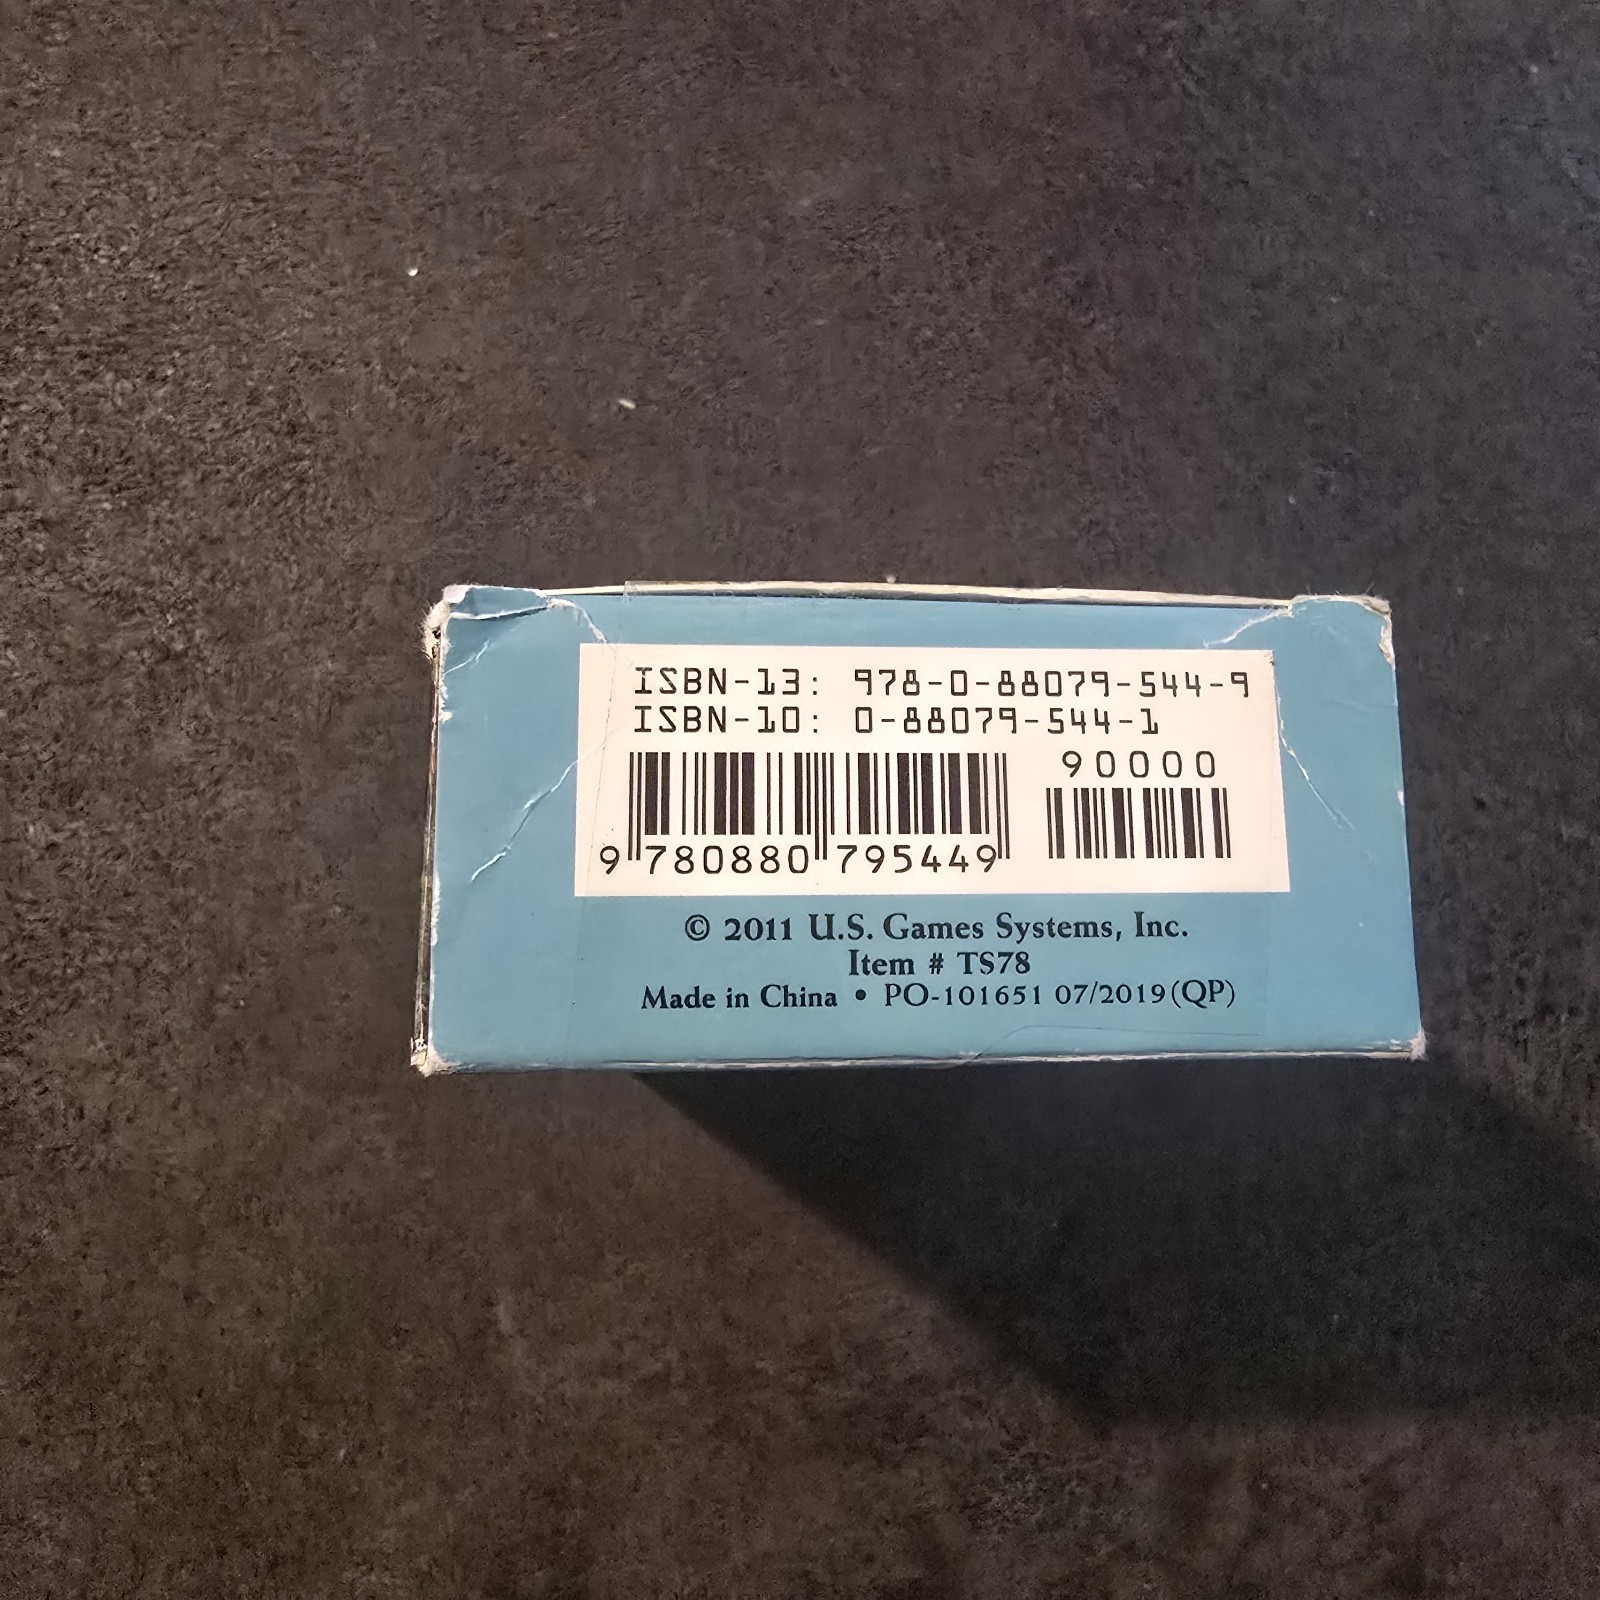 ISBN-13: 978-0-88079-544-9
ISBN-10: 0-88079-544-1
90000
9 780880 795449
© 2011 U.S. Games Systems, Inc.
Item # TS78
Made in China • PO-101651 07/2019(QP)